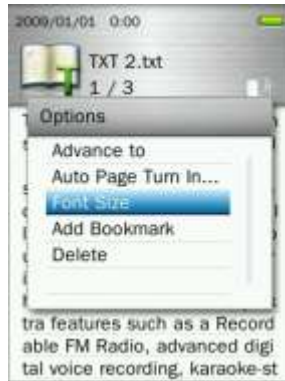 2009/01/01 0:00
TXT 2.txt
1 / 3
Options
Advance to
Auto Page Turn In...
Font Size
Add Bookmark
Delete
tra features such as a Record
able FM Radio, advanced digi
tal voice recording, karaoke-st